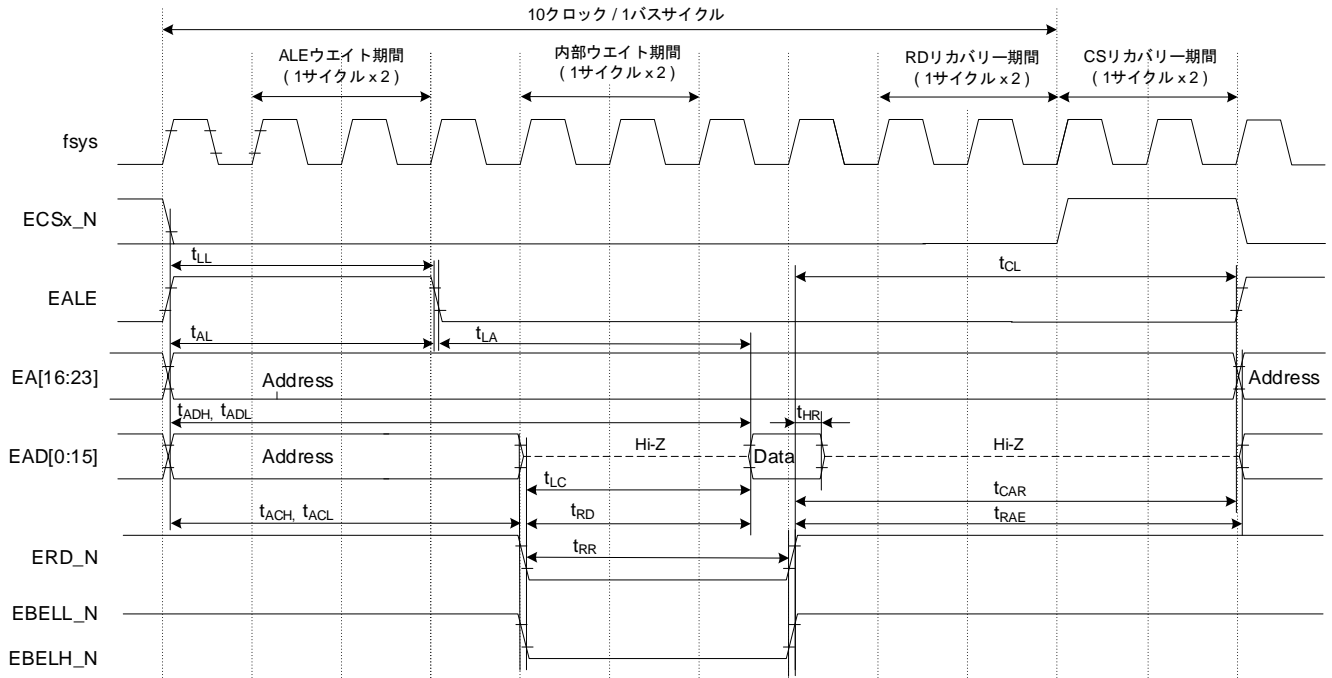 10クロック / 1バスサイクル
ALEウエイト期間
( 1サイクル x 2 )
内部ウエイト期間
( 1サイクル x 2 )
RDリカバリー期間
( 1サイクル x 2 )
CSリカバリー期間
( 1サイクル x 2 )
fsys
ECSx_N
tLL
tCL
EALE
tAL
tLA
EA[16:23]
Address
Address
tADH, tADL
tHR
EAD[0:15]
Address
Hi-Z
Data
Hi-Z
tLC
tCAR
tACH, tACL
tRD
tRAE
ERD_N
tRR
EBELL_N
EBELH_N